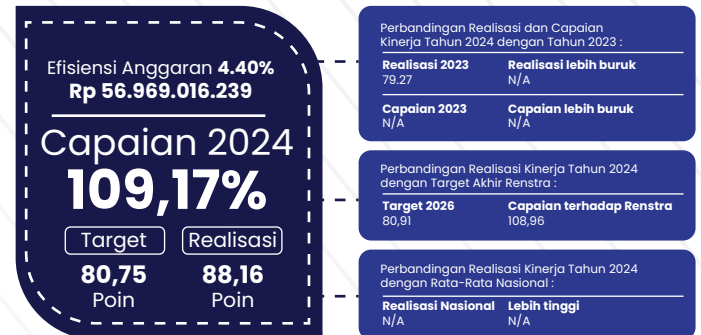 Efisiensi Anggaran 4.40%
Rp 56.969.016.239
Capaian 2024
109,17%
Target Realisasi
80,75 88,16
Poin Poin
Perbandingan Realisasi dan Capaian
Kinerja Tahun 2024 dengan Tahun 2023 :
Realisasi 2023 Realisasi lebih buruk
79.27 N/A
Capaian 2023 Capaian lebih buruk
N/A N/A
Perbandingan Realisasi Kinerja Tahun 2024
dengan Target Akhir Renstra :
Target 2026 Capaian terhadap Renstra
80,91 108,96
Perbandingan Realisasi Kinerja Tahun 2024
dengan Rata-Rata Nasional :
Realisasi Nasional Lebih tinggi
N/A N/A